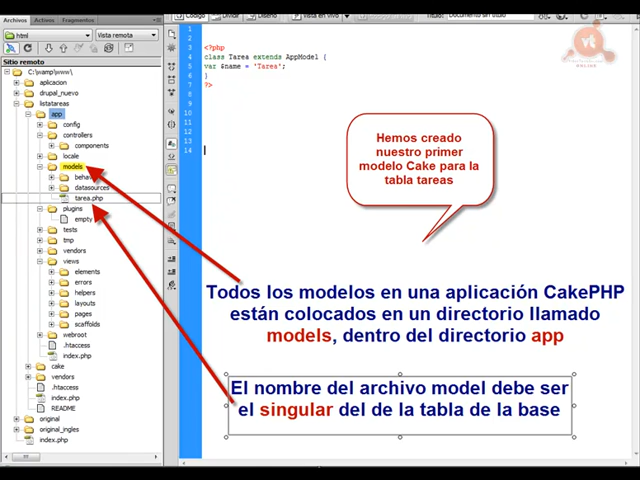 Código
Dividir
Diseño
Vista en vivo
Título:
Documento sin título
Archivos
Activos
Fragmentos
html
Vista remota
Sitio remoto
C:\wamp\www\
aplicacion
drupal_nuevo
listatareas
app
config
controllers
components
locale
models
datasources
tarea.php
plugins
empty
tests
tmp
vendors
views
elements
errors
helpers
layouts
pages
scaffolds
webroot
.htaccess
index.php
cake
vendors
.htaccess
index.php
README
original
original_ingles
index.php
1
2
3
4
5
6
7
8
9
10
11
12
13
14
<?php
class Tarea extends AppModel {
var $name = 'Tarea';
}
?>
Hemos creado
nuestro primer
modelo Cake para la
tabla tareas
Todos los modelos en una aplicación CakePHP
están colocados en un directorio llamado
models, dentro del directorio app
El nombre del archivo model debe ser
el singular del de la tabla de la base
vt
ONLINE